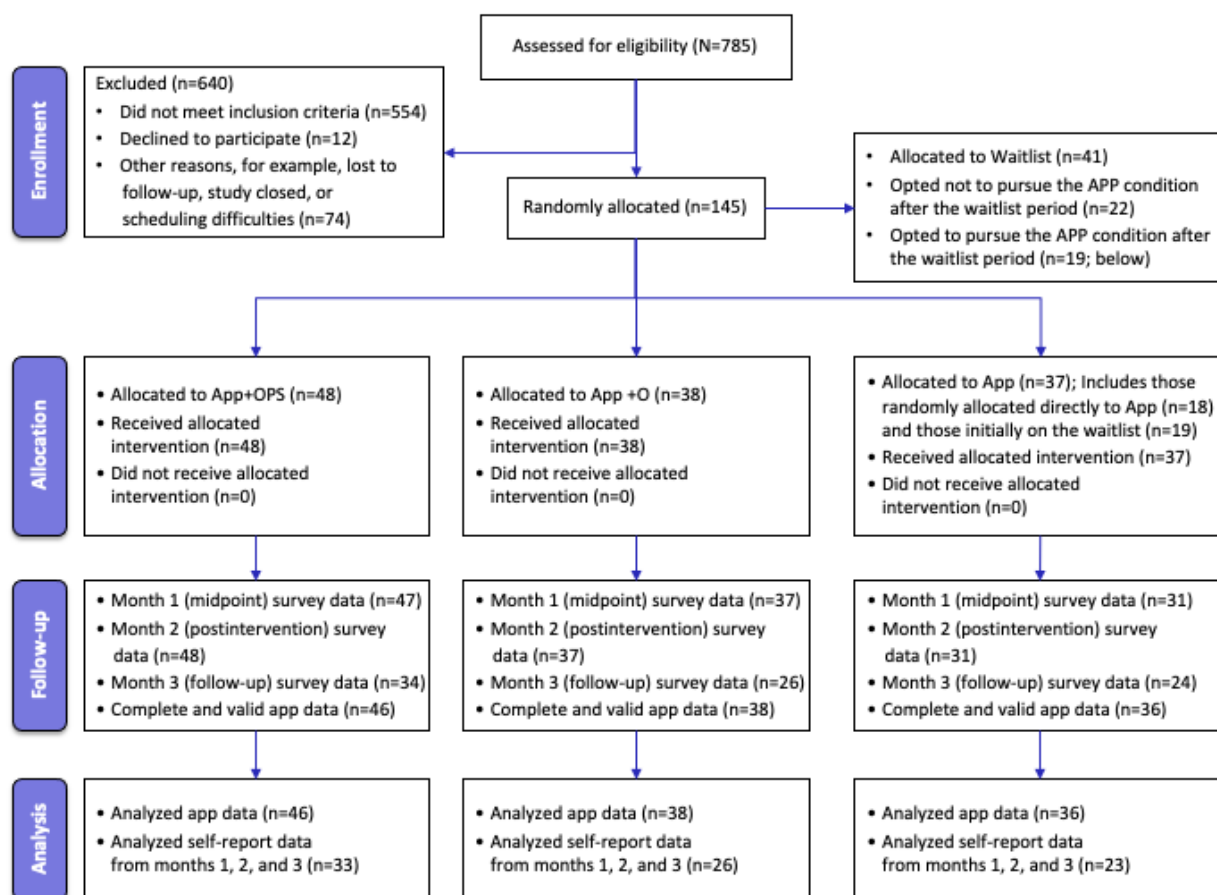 Assessed for eligibility (N=785)
Enrollment
Excluded (n=640)
• Did not meet inclusion criteria (n=554)
• Declined to participate (n=12)
• Other reasons, for example, lost to
follow-up, study closed, or
scheduling difficulties (n=74)
Randomly allocated (n=145)
• Allocated to Waitlist (n=41)
• Opted not to pursue the APP condition
after the waitlist period (n=22)
• Opted to pursue the APP condition after
the waitlist period (n=19; below)
Allocation
• Allocated to App+OPS (n=48)
• Received allocated
intervention (n=48)
• Did not receive allocated
intervention (n=0)
• Allocated to App +O (n=38)
• Received allocated
intervention (n=38)
• Did not receive allocated
intervention (n=0)
• Allocated to App (n=37); Includes those
randomly allocated directly to App (n=18)
and those initially on the waitlist (n=19)
• Received allocated intervention (n=37)
• Did not receive allocated
intervention (n=0)
Follow-up
• Month 1 (midpoint) survey data (n=47)
• Month 2 (postintervention) survey
data (n=48)
• Month 3 (follow-up) survey data (n=34)
• Complete and valid app data (n=46)
• Month 1 (midpoint) survey data (n=37)
• Month 2 (postintervention) survey
data (n=37)
• Month 3 (follow-up) survey data (n=26)
• Complete and valid app data (n=38)
• Month 1 (midpoint) survey data (n=31)
• Month 2 (postintervention) survey
data (n=31)
• Month 3 (follow-up) survey data (n=24)
• Complete and valid app data (n=36)
Analysis
• Analyzed app data (n=46)
• Analyzed self-report data
from months 1, 2, and 3 (n=33)
• Analyzed app data (n=38)
• Analyzed self-report data
from months 1, 2, and 3 (n=26)
• Analyzed app data (n=36)
• Analyzed self-report data
from months 1, 2, and 3 (n=23)